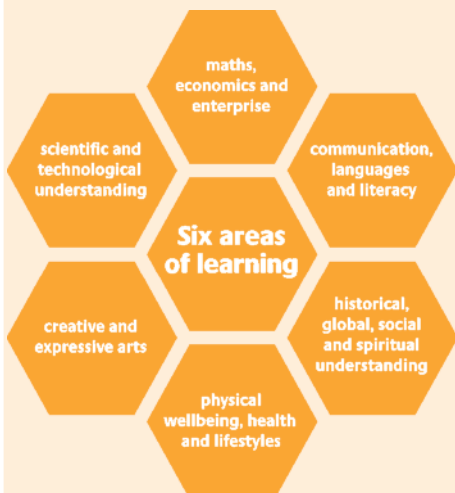 maths,
economics and
enterprise
scientific and
technological
understanding
communication,
languages
and literacy
Six areas
of learning
creative and
expressive arts
historical,
global, social
and spiritual
understanding
physical
wellbeing, health
and lifestyles